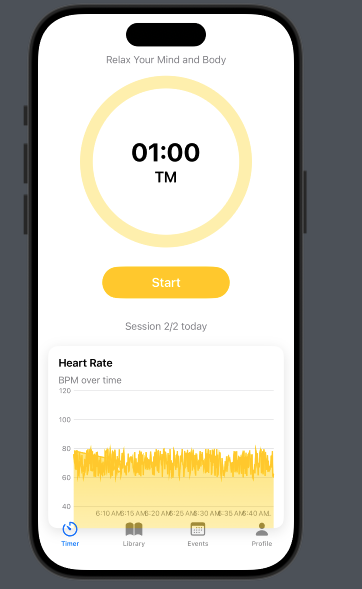 Relax Your Mind and Body
01:00
TM
Start
Session 2/2 today
Heart Rate
BPM over time
120
100
80
60
40
6:10 AM 6:15 AM 6:20 AM 6:25 AM 6:30 AM 6:35 AM 6:40 AM
Timer Library Events Profile